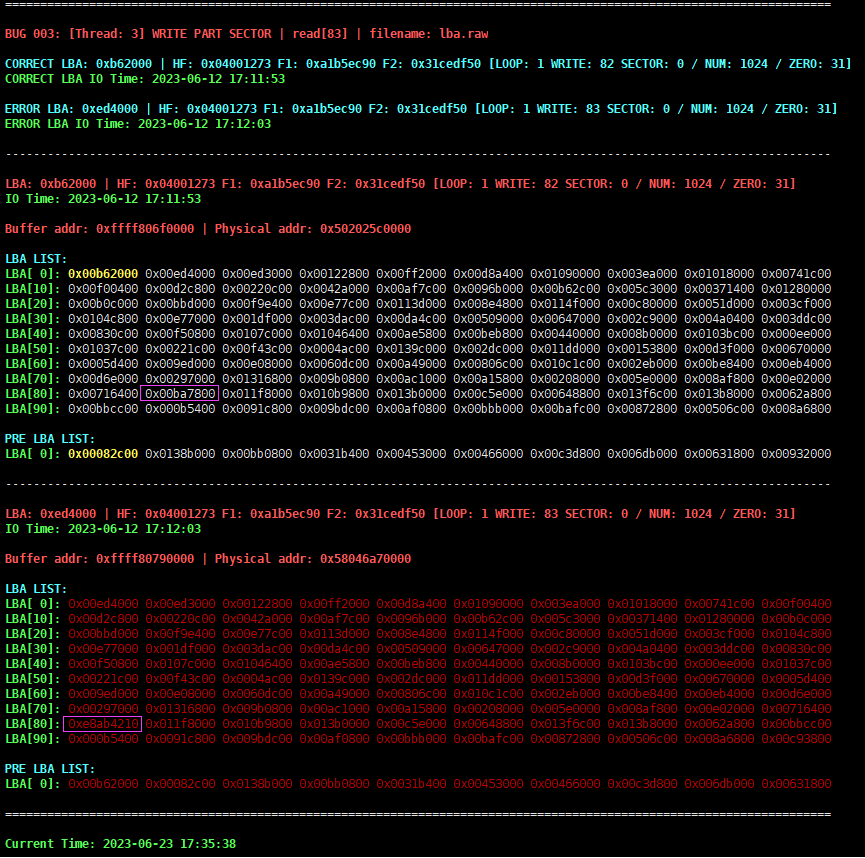 =====================================================================================================================
BUG 003: [Thread: 3] WRITE PART SECTOR | read[83] | filename: lba.raw
CORRECT LBA: 0xb62000 | HF: 0x04001273 F1: 0xa1b5ec90 F2: 0x31cedf50 [LOOP: 1 WRITE: 82 SECTOR: 0 / NUM: 1024 / ZERO: 31]
CORRECT LBA IO Time: 2023-06-12 17:11:53
ERROR LBA: 0xed4000 | HF: 0x04001273 F1: 0xa1b5ec90 F2: 0x31cedf50 [LOOP: 1 WRITE: 83 SECTOR: 0 / NUM: 1024 / ZERO: 31]
ERROR LBA IO Time: 2023-06-12 17:12:03
---------------------------------------------------------------------------------------------------------------------
LBA: 0xb62000 | HF: 0x04001273 F1: 0xa1b5ec90 F2: 0x31cedf50 [LOOP: 1 WRITE: 82 SECTOR: 0 / NUM: 1024 / ZERO: 31]
IO Time: 2023-06-12 17:11:53
Buffer addr: 0xffff806f0000 | Physical addr: 0x502025c0000
LBA LIST:
LBA[ 0]: 0x00b62000 0x00ed4000 0x00ed3000 0x00122800 0x00ff2000 0x00d8a400 0x01090000 0x003ea000 0x01018000 0x00741c00
LBA[10]: 0x00f00400 0x00d2c800 0x00220c00 0x0042a000 0x00af7c00 0x0096b000 0x00b62c00 0x005c3000 0x00371400 0x01280000
LBA[20]: 0x00b0c000 0x00bbd000 0x00f9e400 0x00e77c00 0x0113d000 0x008e4800 0x0114f000 0x00c80000 0x0051d000 0x003cf000
LBA[30]: 0x0104c800 0x00e77000 0x001df000 0x003dac00 0x00da4c00 0x00509000 0x00647000 0x002c9000 0x004a0400 0x003ddc00
LBA[40]: 0x00830c00 0x00f50800 0x0107c000 0x01046400 0x00ae5800 0x00beb800 0x00440000 0x008b0000 0x0103bc00 0x000ee000
LBA[50]: 0x01037c00 0x00221c00 0x00f43c00 0x0004ac00 0x0139c000 0x002dc000 0x011dd000 0x00153800 0x00d3f000 0x00670000
LBA[60]: 0x0005d400 0x009ed000 0x00e08000 0x0060dc00 0x00a49000 0x00806c00 0x010c1c00 0x002eb000 0x00be8400 0x00eb4000
LBA[70]: 0x00d6e000 0x00297000 0x01316800 0x009b0800 0x00ac1000 0x00a15800 0x00208000 0x005e0000 0x008af800 0x00e02000
LBA[80]: 0x00716400 0x00ba7800 0x011f8000 0x010b9800 0x013b0000 0x00c5e000 0x00648800 0x013f6c00 0x013b8000 0x0062a800
LBA[90]: 0x00bbcc00 0x000b5400 0x0091c800 0x009bdc00 0x00af0800 0x00bbb000 0x00bafc00 0x00872800 0x00506c00 0x008a6800
PRE LBA LIST:
LBA[ 0]: 0x00082c00 0x0138b000 0x00bb0800 0x0031b400 0x00453000 0x00466000 0x00c3d800 0x006db000 0x00631800 0x00932000
---------------------------------------------------------------------------------------------------------------------
LBA: 0xed4000 | HF: 0x04001273 F1: 0xa1b5ec90 F2: 0x31cedf50 [LOOP: 1 WRITE: 83 SECTOR: 0 / NUM: 1024 / ZERO: 31]
IO Time: 2023-06-12 17:12:03
Buffer addr: 0xffff80790000 | Physical addr: 0x58046a70000
LBA LIST:
LBA[ 0]: 0x00ed4000 0x00ed3000 0x00122800 0x00ff2000 0x00d8a400 0x01090000 0x003ea000 0x01018000 0x00741c00 0x00f00400
LBA[10]: 0x00d2c800 0x00220c00 0x0042a000 0x00af7c00 0x0096b000 0x00b62c00 0x005c3000 0x00371400 0x01280000 0x00b0c000
LBA[20]: 0x00bbd000 0x00f9e400 0x00e77c00 0x0113d000 0x008e4800 0x0114f000 0x00c80000 0x0051d000 0x003cf000 0x0104c800
LBA[30]: 0x00e77000 0x001df000 0x003dac00 0x00da4c00 0x00509000 0x00647000 0x002c9000 0x004a0400 0x003ddc00 0x00830c00
LBA[40]: 0x00f50800 0x0107c000 0x01046400 0x00ae5800 0x00beb800 0x00440000 0x008b0000 0x0103bc00 0x000ee000 0x01037c00
LBA[50]: 0x00221c00 0x00f43c00 0x0004ac00 0x0139c000 0x002dc000 0x011dd000 0x00153800 0x00d3f000 0x00670000 0x0005d400
LBA[60]: 0x009ed000 0x00e08000 0x0060dc00 0x00a49000 0x00806c00 0x010c1c00 0x002eb000 0x00be8400 0x00eb4000 0x00d6e000
LBA[70]: 0x00297000 0x01316800 0x009b0800 0x00ac1000 0x00a15800 0x00208000 0x005e0000 0x008af800 0x00e02000 0x00716400
LBA[80]: 0xe8ab4210 0x011f8000 0x010b9800 0x013b0000 0x00c5e000 0x00648800 0x013f6c00 0x013b8000 0x0062a800 0x00bbcc00
LBA[90]: 0x000b5400 0x0091c800 0x009bdc00 0x00af0800 0x00bbb000 0x00bafc00 0x00872800 0x00506c00 0x008a6800 0x00c93800
PRE LBA LIST:
LBA[ 0]: 0x00b62000 0x00082c00 0x0138b000 0x00bb0800 0x0031b400 0x00453000 0x00466000 0x00c3d800 0x006db000 0x00631800
=====================================================================================================================
Current Time: 2023-06-23 17:35:38